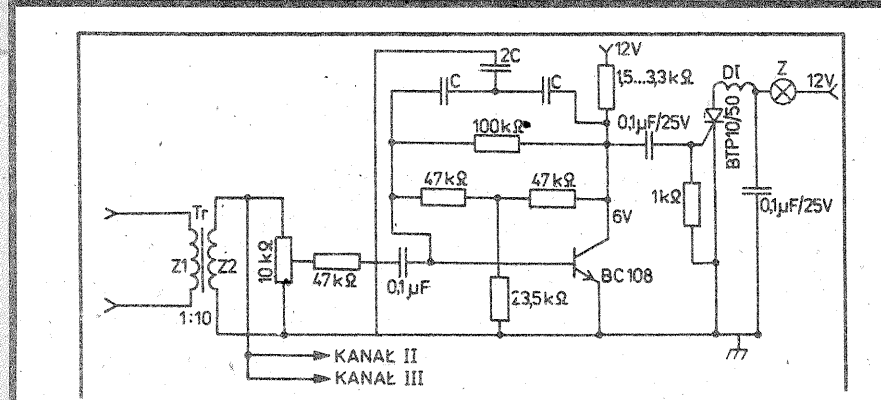 2C
12V
C
C
1,5...3,3kΩ
DŁ
Z
12V
100kΩ
0,1µF/25V
BTP10/50
47kΩ
47kΩ
1kΩ
0,1µF/25V
6V
Tr
Z1
Z2
10kΩ
47kΩ
0,1µF
BC108
23,5kΩ
1:10
KANAŁ II
KANAŁ III